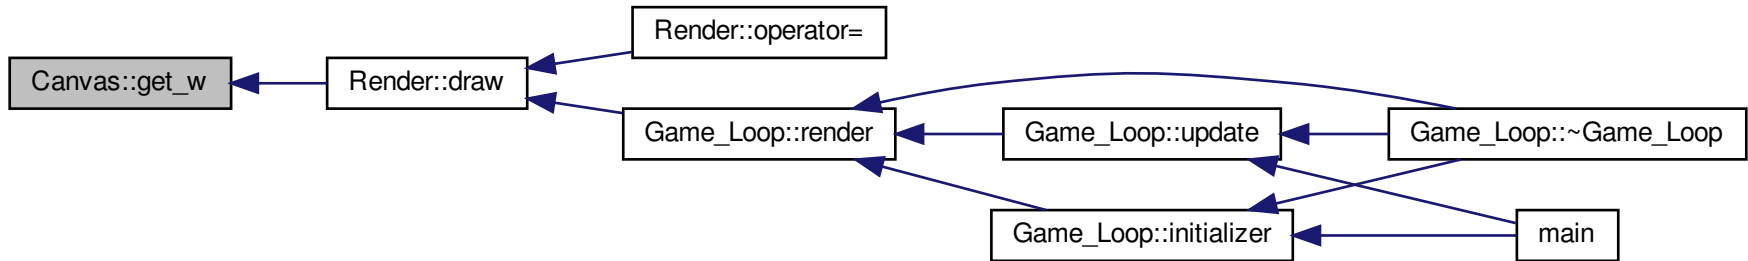 Render::operator=
Canvas::get_w
Render::draw
Game_Loop::render
Game_Loop::update
Game_Loop::~Game_Loop
Game_Loop::initializer
main